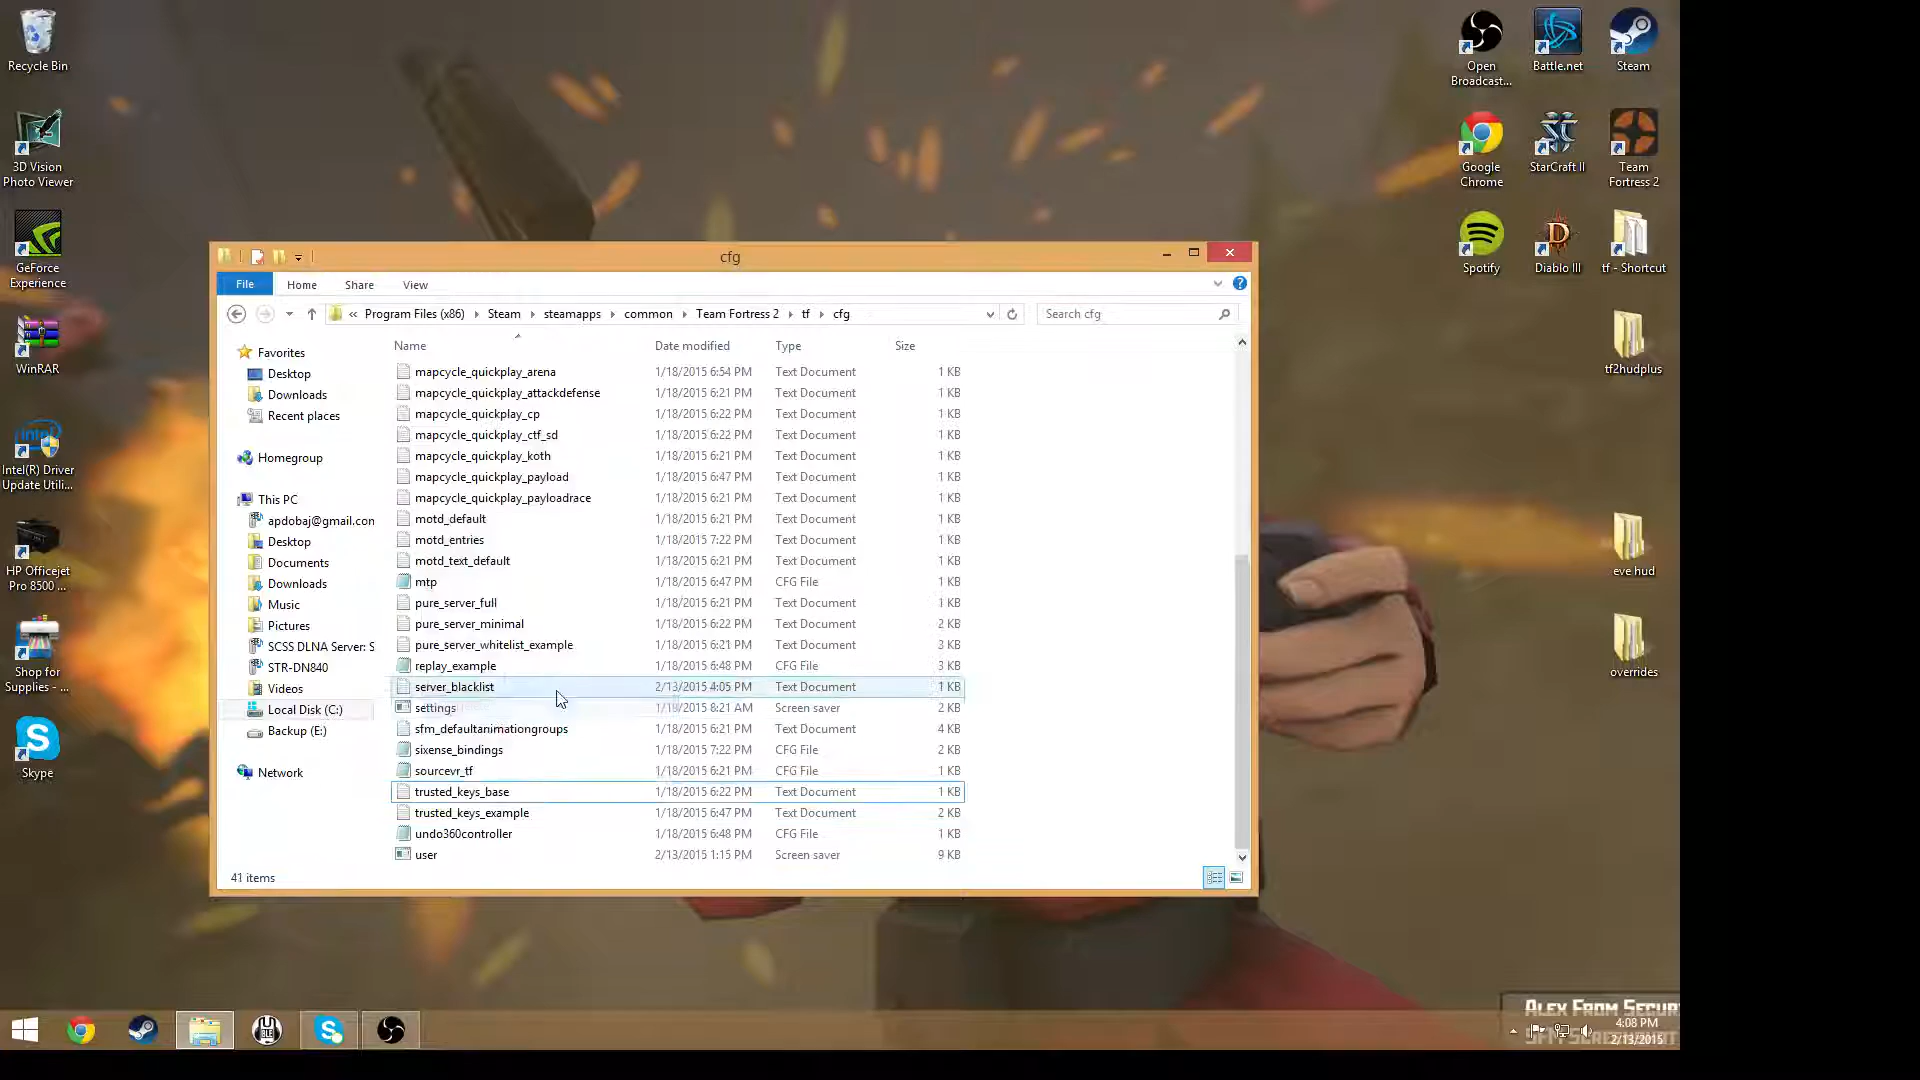 Recycle Bin
3D Vision
Photo Viewer
GeForce
Experience
WinRAR
Intel(R) Driver
Update Utili...
HP Officejet
Pro 8500 ...
Shop for
Supplies - ...
Skype
Open
Broadcast...
Battle.net
Steam
Google
Chrome
StarCraft II
Team
Fortress 2
Spotify
Diablo III
tf - Shortcut
tf2hudplus
eve hud
overrides
cfg
File
Home
Share
View
« Program Files (x86) Steam steamapps common Team Fortress 2 tf cfg
Search cfg
Favorites
Desktop
Downloads
Recent places
Homegroup
This PC
apdobaj@gmail.con
Desktop
Documents
Downloads
Music
Pictures
SCSS DLNA Server: S
STR-DN840
Videos
Local Disk (C:)
Backup (E:)
Network
Name Date modified Type Size
mapcycle_quickplay_arena 1/18/2015 6:54 PM Text Document 1 KB
mapcycle_quickplay_attackdefense 1/18/2015 6:21 PM Text Document 1 KB
mapcycle_quickplay_cp 1/18/2015 6:22 PM Text Document 1 KB
mapcycle_quickplay_ctf_sd 1/18/2015 6:22 PM Text Document 1 KB
mapcycle_quickplay_koth 1/18/2015 6:21 PM Text Document 1 KB
mapcycle_quickplay_payload 1/18/2015 6:47 PM Text Document 1 KB
mapcycle_quickplay_payloadrace 1/18/2015 6:21 PM Text Document 1 KB
motd_default 1/18/2015 6:21 PM Text Document 1 KB
motd_entries 1/18/2015 7:22 PM Text Document 1 KB
motd_text_default 1/18/2015 6:21 PM Text Document 1 KB
mtp 1/18/2015 6:47 PM CFG File 1 KB
pure_server_full 1/18/2015 6:21 PM Text Document 1 KB
pure_server_minimal 1/18/2015 6:22 PM Text Document 2 KB
pure_server_whitelist_example 1/18/2015 6:21 PM Text Document 3 KB
replay_example 1/18/2015 6:48 PM CFG File 3 KB
server_blacklist 2/13/2015 4:05 PM Text Document 1 KB
settings 1/19/2015 8:21 AM Screen saver 2 KB
sfm_defaultanimationgroups 1/18/2015 6:21 PM Text Document 4 KB
sixense_bindings 1/18/2015 7:22 PM CFG File 2 KB
sourcevr_tf 1/18/2015 6:21 PM CFG File 1 KB
trusted_keys_base 1/18/2015 6:22 PM Text Document 1 KB
trusted_keys_example 1/18/2015 6:47 PM Text Document 2 KB
undo360controller 1/18/2015 6:48 PM CFG File 1 KB
user 2/13/2015 1:15 PM Screen saver 9 KB
41 items
Alex From Secur
4:08 PM
2/13/2015